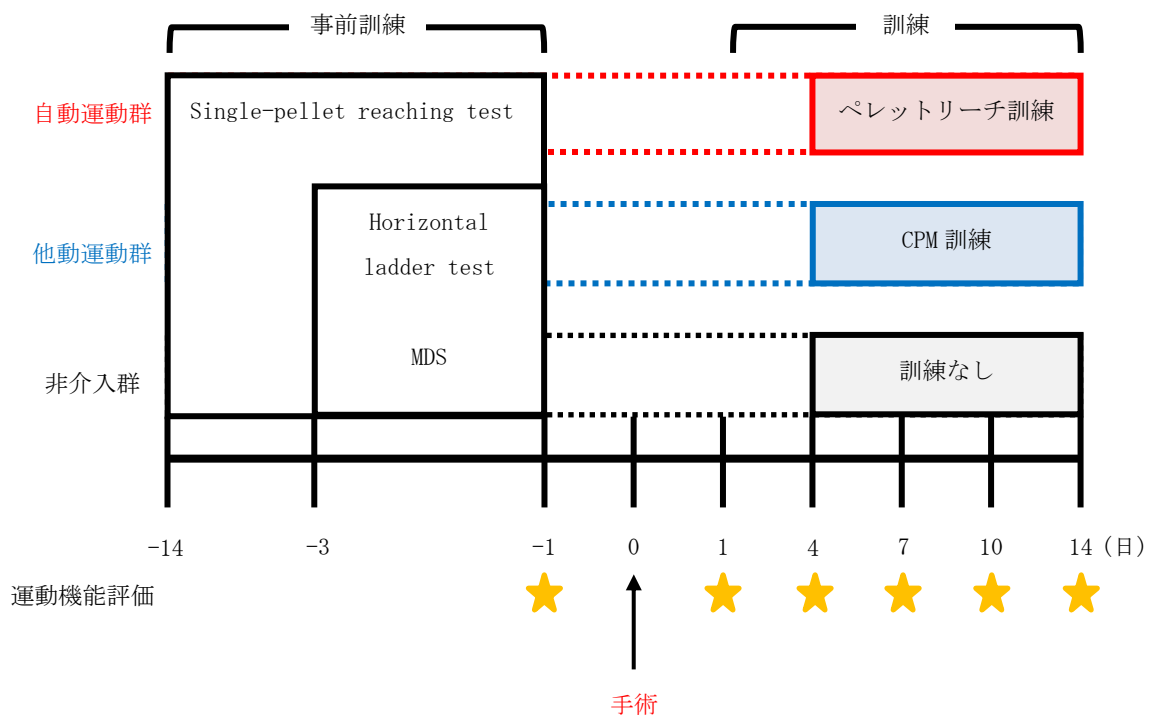 事前訓練
訓練
自動運動群
Single-pellet reaching test
ペレットリーチ訓練
他動運動群
Horizontal
ladder test
CPM 訓練
MDS
非介入群
訓練なし
-14
-3
-1
0
1
4
7
10
14 (日)
運動機能評価
手術